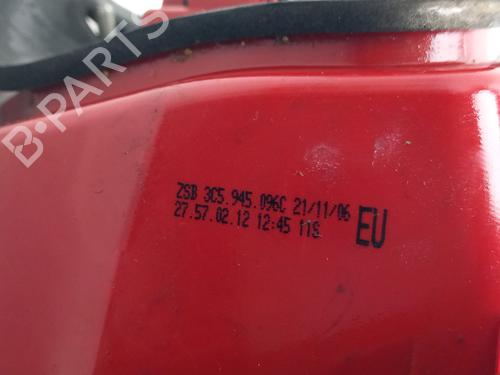 B-PARTS
ZSB 3C5.945.096C 21/11/06
27.57.02.12 12:45 11S
EU